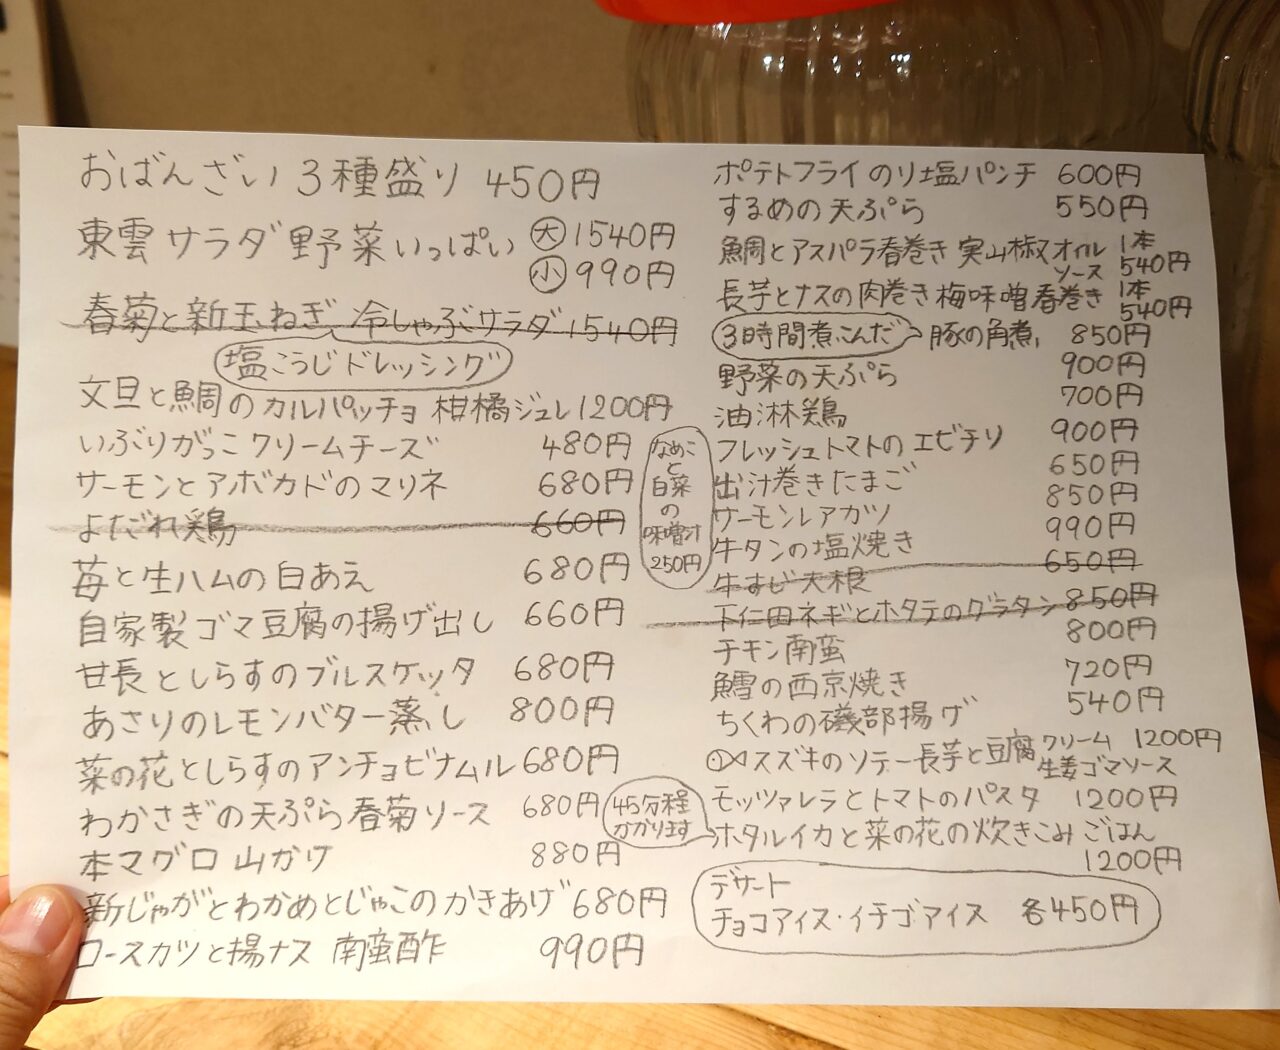 おばんざい 3種盛り 450円
東雲サラダ 野菜いっぱい 大 1540円
小 990円
春菊と新玉ねぎ 冷しゃぶサラダ 1540円
塩こうじドレッシング
文旦と鯛のカルパッチョ 柑橘ジュレ 1200円
いぶりがっこクリームチーズ 480円
サーモンとアボカドのマリネ 680円
よだれ鶏 660円
苺と生ハムの白あえ 680円
自家製ゴマ豆腐の揚げ出し 660円
甘長としらすのブルスケッタ 680円
あさりのレモンバター蒸し 800円
菜の花としらすのアンチョビナムル 680円
わかさぎの天ぷら春菊ソース 680円
本マグロ 山かけ 880円
新じゃがとわかめとじゃこのかきあげ 680円
ロースカツと揚ナス 南蛮酢 990円
なめこ
と
白菜
の
味噌汁
250円
ポテトフライ のり塩パンチ 600円
するめの天ぷら 550円
鯛とアスパラ春巻き 実山椒オイル 1本
ソース 540円
長芋とナスの肉巻き梅味噌春巻き 1本
540円
3時間煮こんだ 豚の角煮 850円
野菜の天ぷら 900円
油淋鶏 700円
フレッシュトマトのエビチリ 900円
出汁巻きたまご 650円
サーモンレアカツ 850円
牛タンの塩焼き 990円
牛すじ大根 650円
下仁田ネギとホタテのグラタン 850円
チキン南蛮 800円
鱈の西京焼き 720円
ちくわの磯部揚げ 540円
スズキのソテー長芋と豆腐クリーム 1200円
生姜ゴマソース
モッツァレラとトマトのパスタ 1200円
45分程
かかります
ホタルイカと菜の花の炊きこみごはん
1200円
デザート
チョコアイス・イチゴアイス 各450円